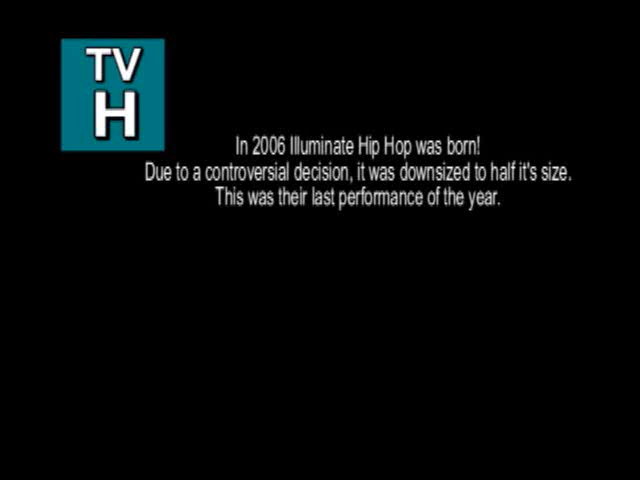 TV
H
In 2006 Illuminate Hip Hop was born!
Due to a controversial decision, it was downsized to half it's size.
This was their last performance of the year.